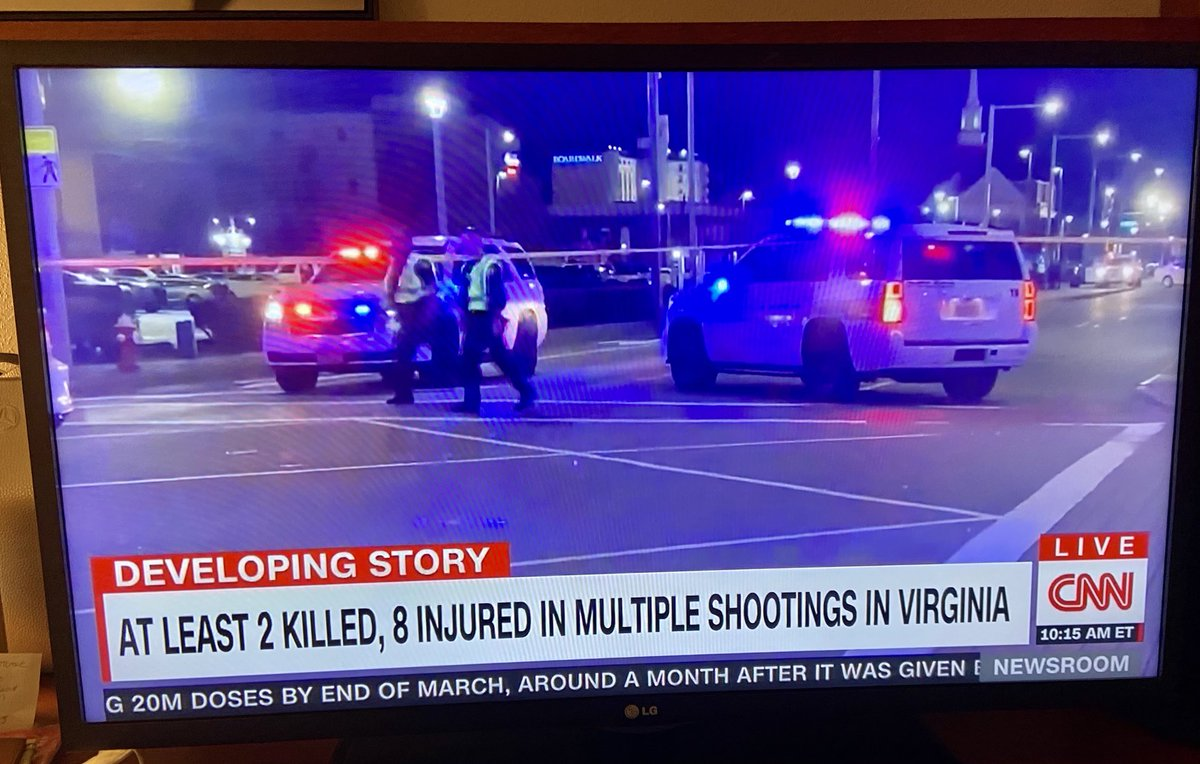 BOARDWALK
DEVELOPING STORY
AT LEAST 2 KILLED, 8 INJURED IN MULTIPLE SHOOTINGS IN VIRGINIA
LIVE
CNN
10:15 AM ET
G 20M DOSES BY END OF MARCH, AROUND A MONTH AFTER IT WAS GIVEN
NEWSROOM
LG